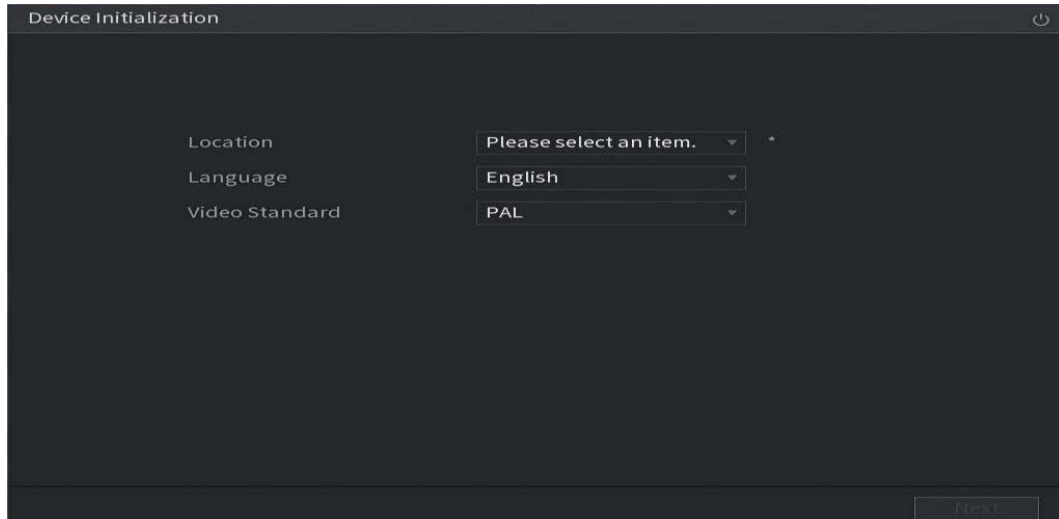 Device Initialization
Location Please select an item. *
Language English
Video Standard PAL
Next